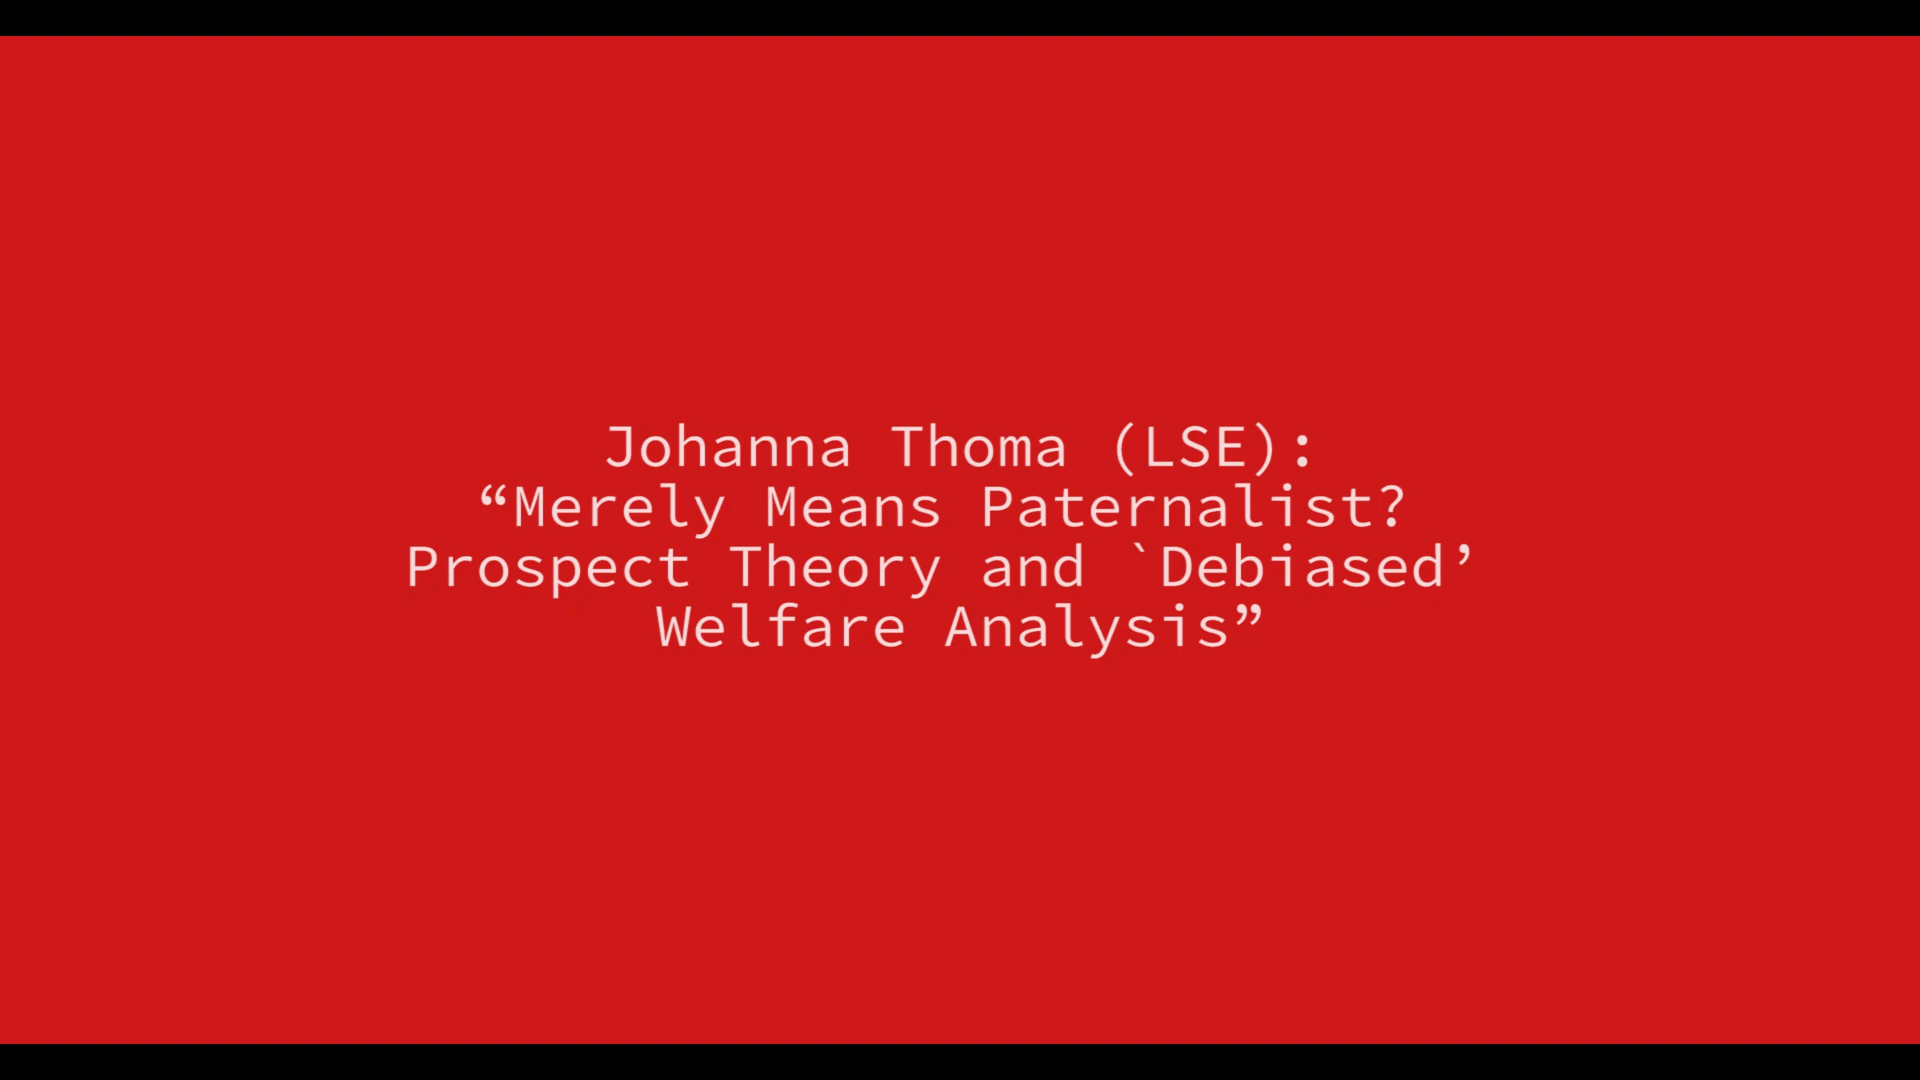 Johanna Thoma (LSE):
“Merely Means Paternalist?
Prospect Theory and `Debiased’
Welfare Analysis”